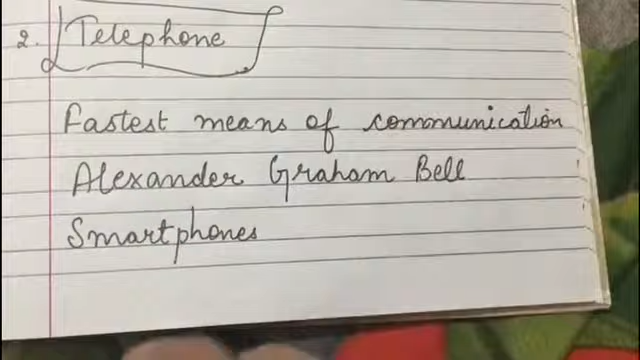 2. Telephone
Fastest means of communication
Alexander Graham Bell
Smartphones